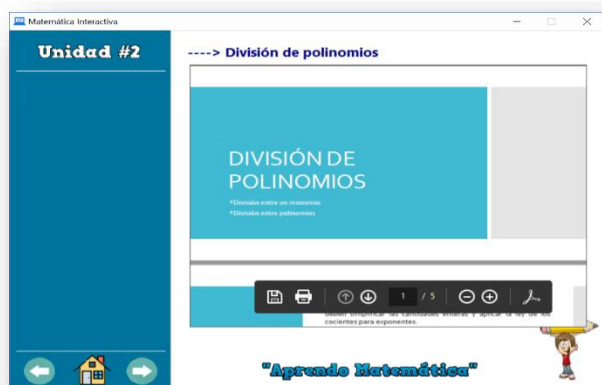 Matemática Interactiva
Unidad #2
----> División de polinomios
DIVISIÓN DE
POLINOMIOS
*División entre un monomio
*División entre polinomios
1 / 5
deben simplificar las cantidades enteras y aplicar la ley de los
cocientes para exponentes.
"Aprendo Matemática"